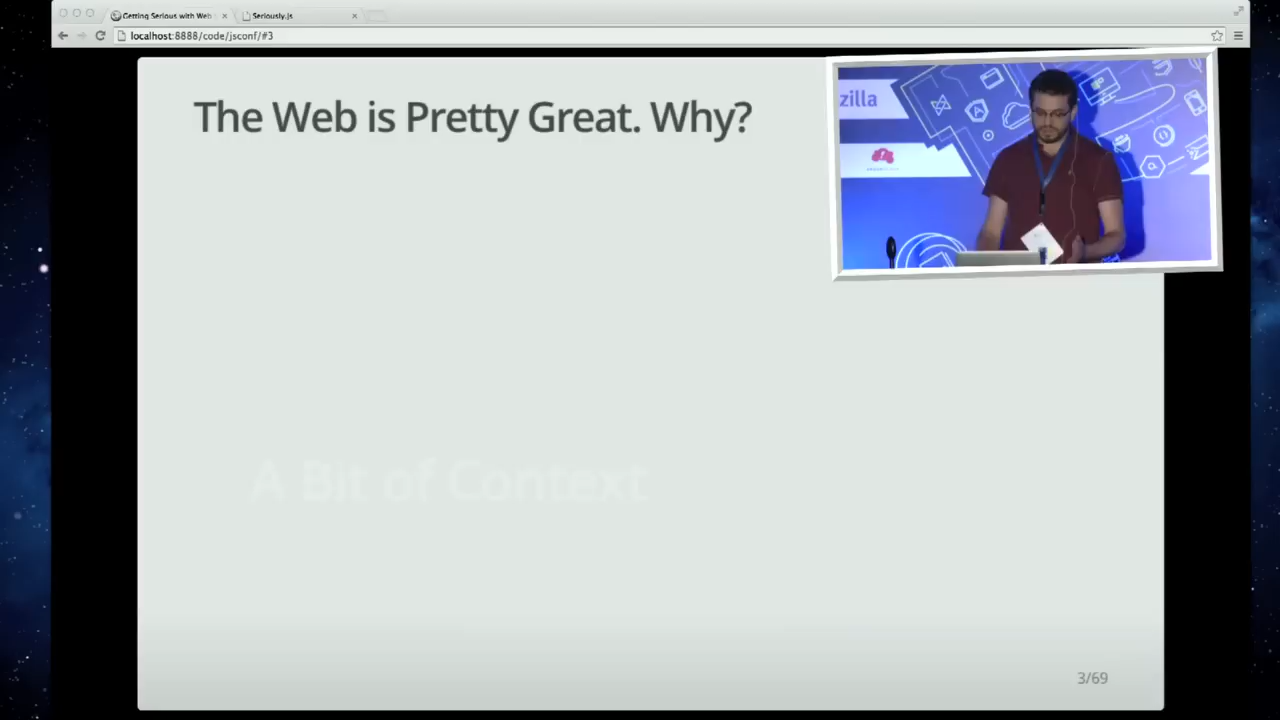 Getting Serious with Web
Seriously.js
localhost:8888/code/jsconf/#3
The Web is Pretty Great. Why?
zilla
A Bit of Context
3/69